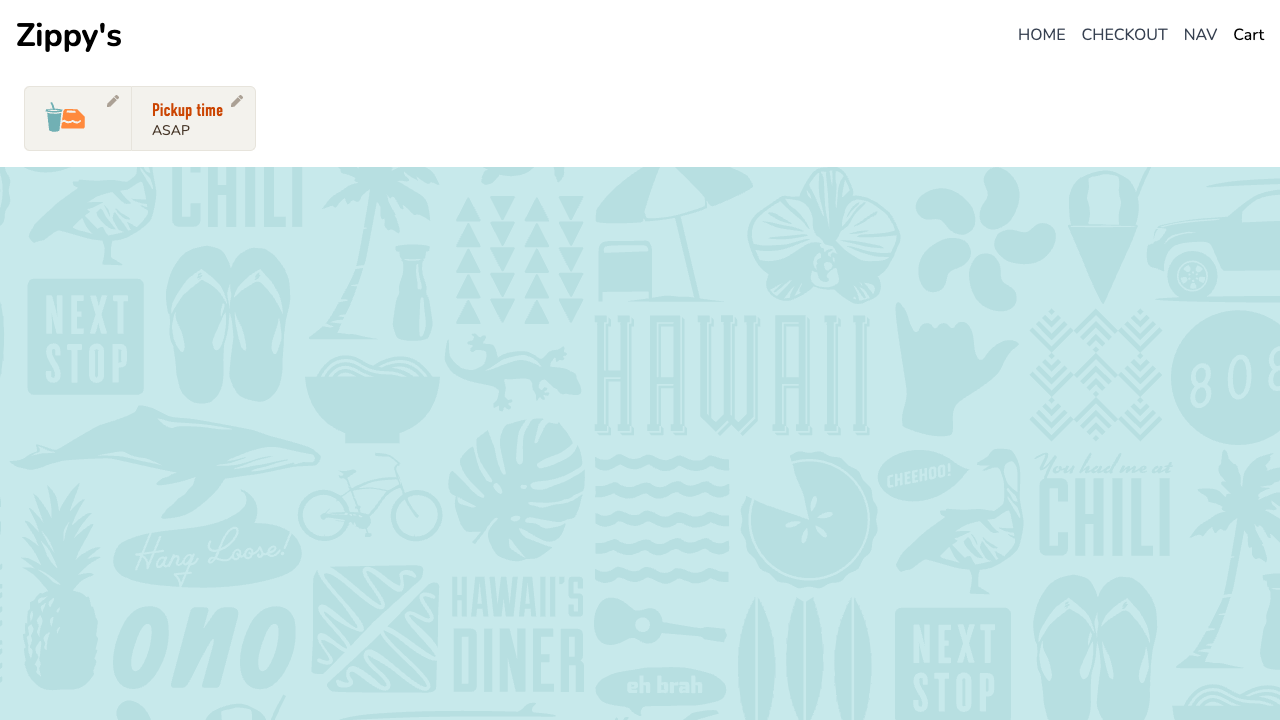 Zippy's
HOME CHECKOUT NAV Cart
Pickup time
ASAP
CHILI
NEXT
STOP
HAWAII
808
CHEEHOO!
You had me at
CHILI
Hang Loose!
HAWAII'S
DINER
ono
NEXT
STOP
eh brah